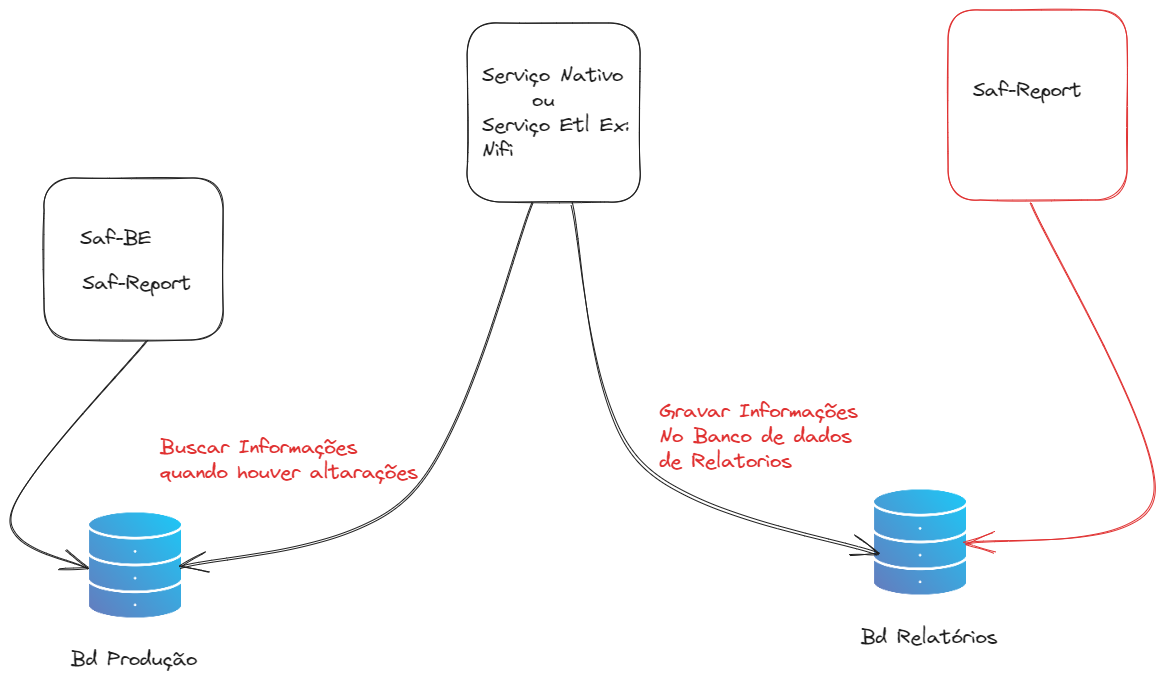 Serviço Nativo
ou
Serviço Etl Ex:
Nifi
Saf-Report
Saf-BE
Saf-Report
Buscar Informações
quando houver altarações
Gravar Informações
No Banco de dados
de Relatorios
Bd Produção
Bd Relatórios